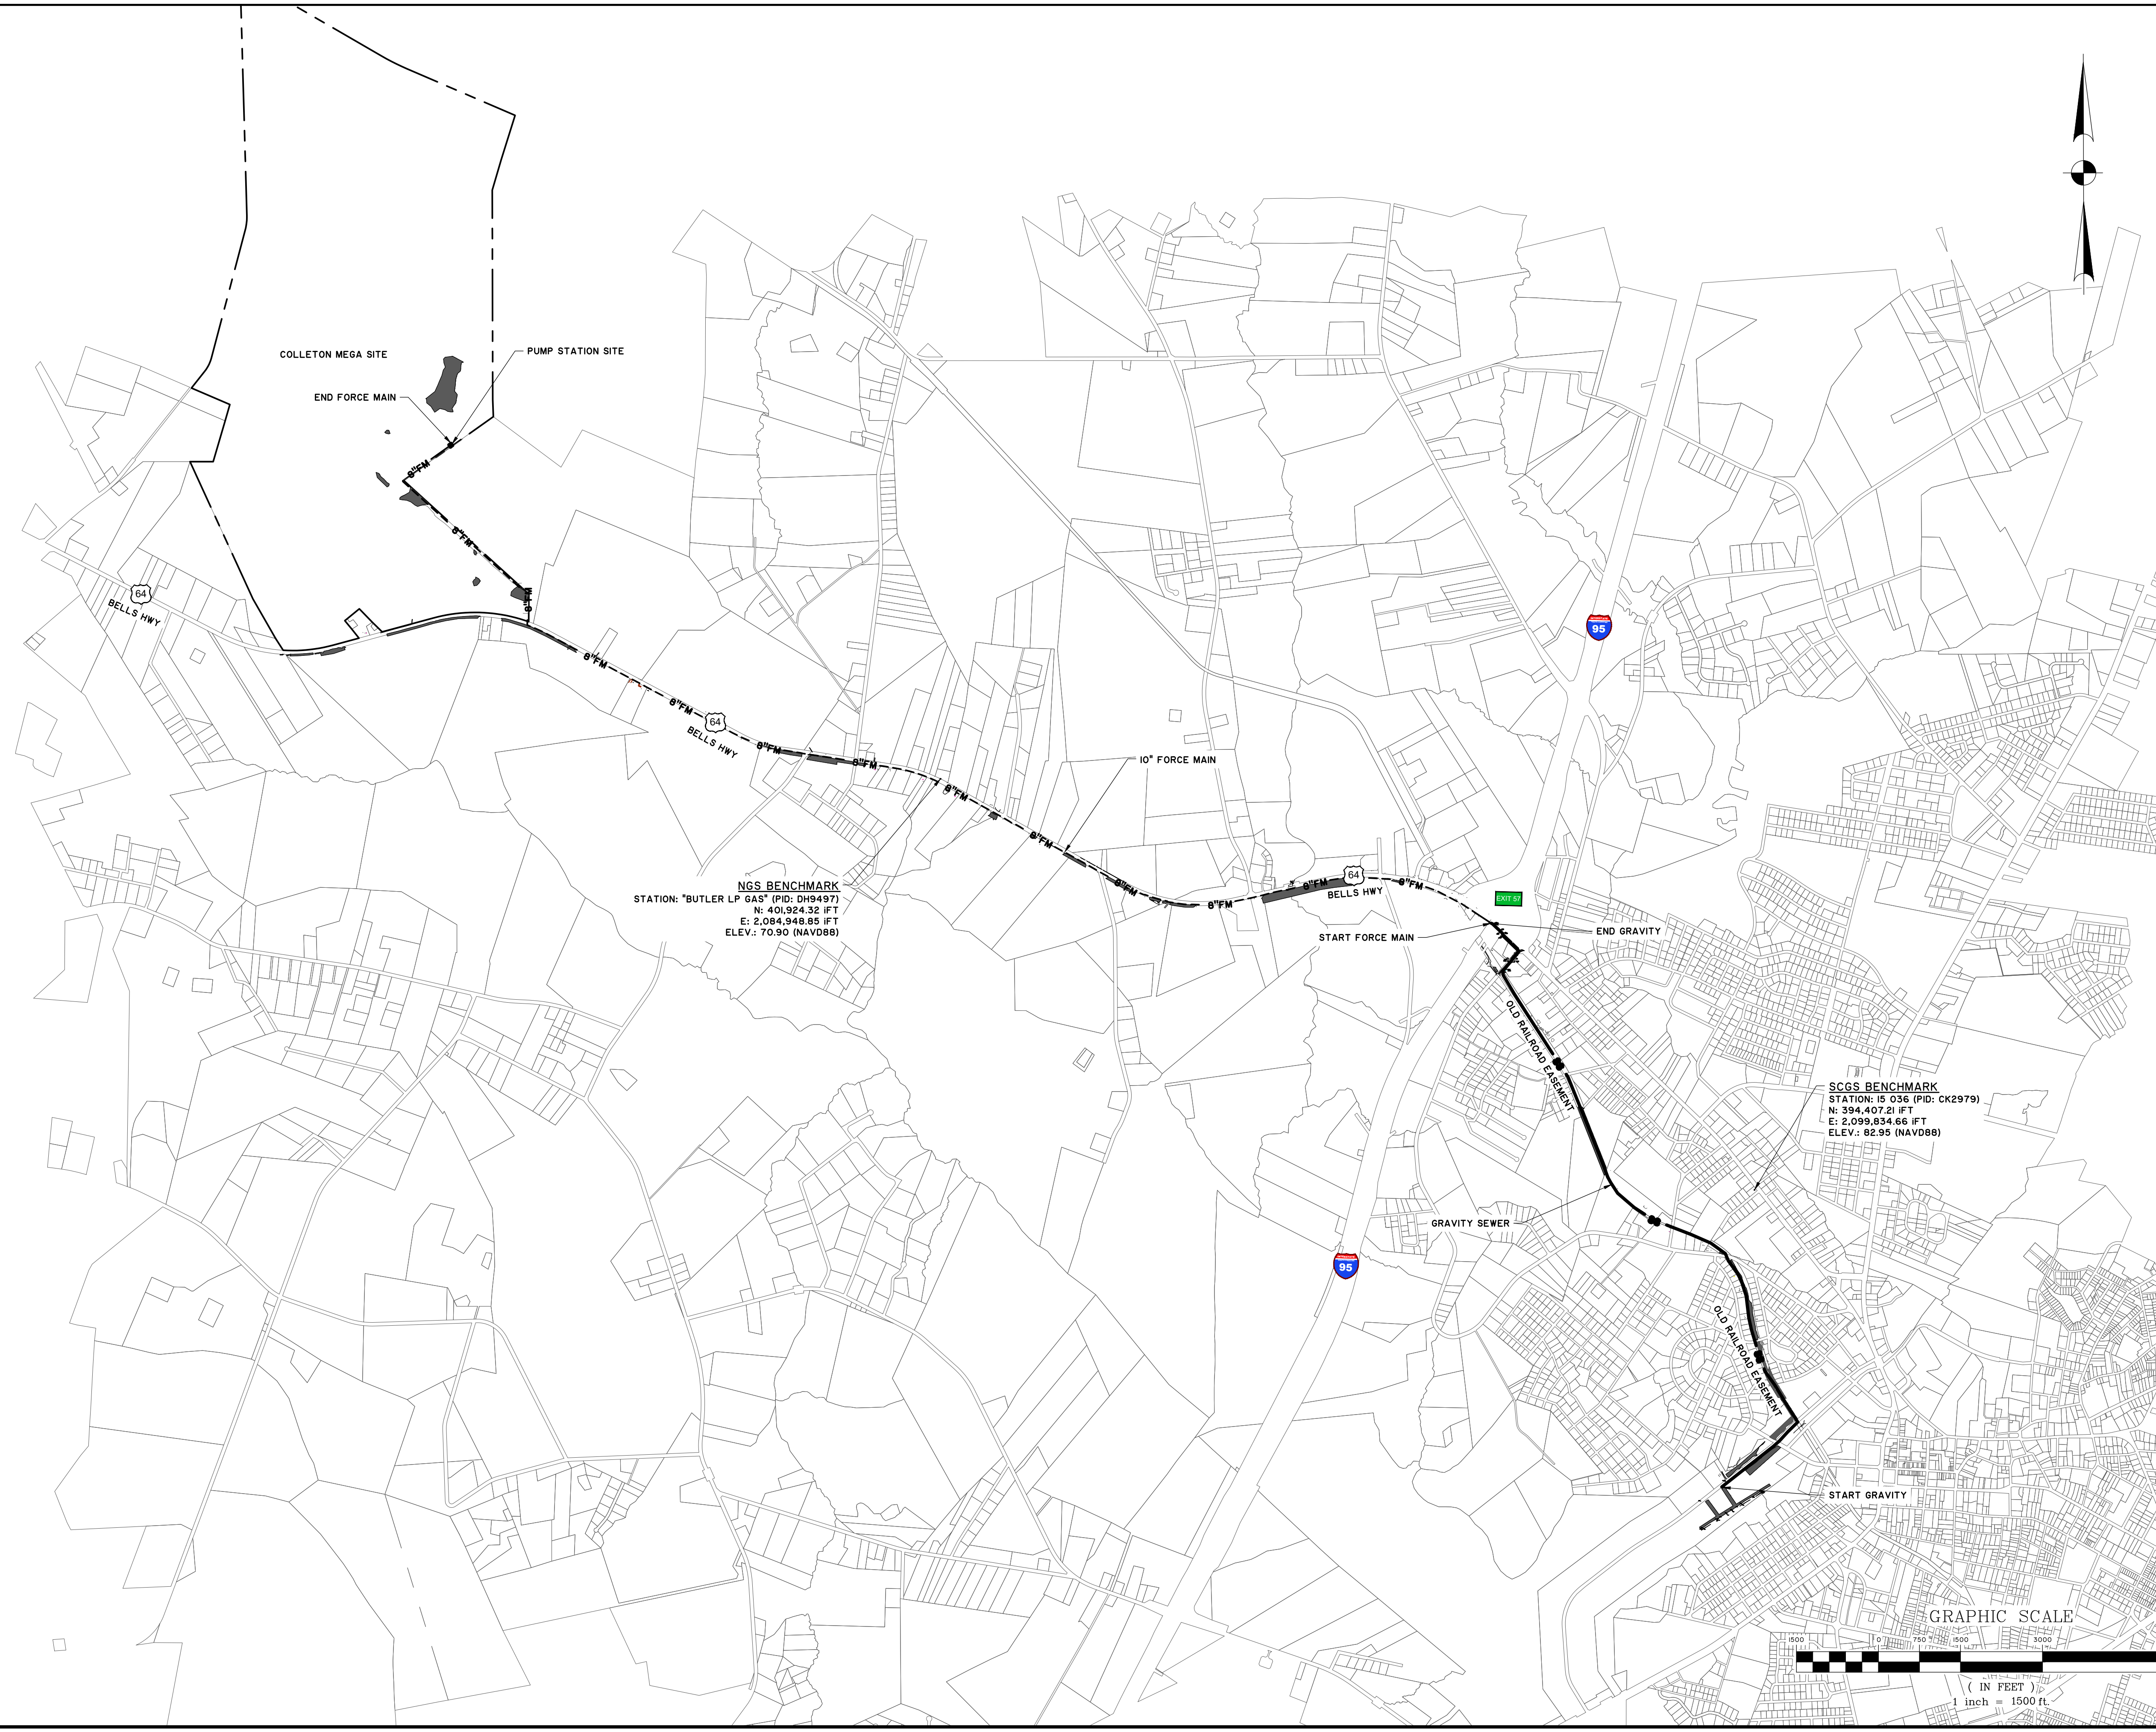 COLLETON MEGA SITE
PUMP STATION SITE
END FORCE MAIN
8"FM
8"FM
8"FM
64
BELLS HWY
95
8"FM
8"FM
64
BELLS HWY
8"FM
8"FM
10" FORCE MAIN
8"FM
8"FM
8"FM
8"FM
8"FM
64
8"FM
BELLS HWY
EXIT 57
NGS BENCHMARK
STATION: "BUTLER LP GAS" (PID: DH9497)
N: 401,924.32 iFT
E: 2,084,948.85 iFT
ELEV.: 70.90 (NAVD88)
START FORCE MAIN
END GRAVITY
OLD RAILROAD EASEMENT
SCGS BENCHMARK
STATION: 15 036 (PID: CK2979)
N: 394,407.21 iFT
E: 2,099,834.66 iFT
ELEV.: 82.95 (NAVD88)
GRAVITY SEWER
95
OLD RAILROAD EASEMENT
START GRAVITY
GRAPHIC SCALE
1500 0 750 1500 3000
( IN FEET )
1 inch = 1500 ft.